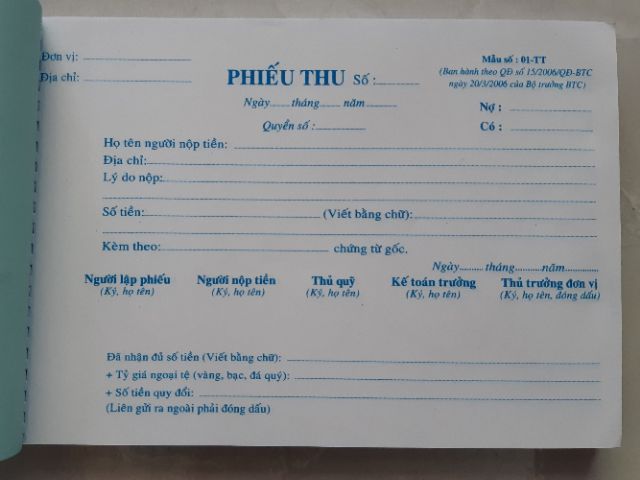 Đơn vị:
Địa chỉ:
PHIẾU THU Số:
Ngày tháng năm
Quyển số:
Mẫu số : 01-TT
(Ban hành theo QĐ số 15/2006/QĐ-BTC
ngày 20/3/2006 của Bộ trưởng BTC)
Nợ :
Có :
Họ tên người nộp tiền:
Địa chỉ:
Lý do nộp:
Số tiền: (Viết bằng chữ):
Kèm theo: chứng từ gốc.
Ngày tháng năm
Người lập phiếu Người nộp tiền Thủ quỹ Kế toán trưởng Thủ trưởng đơn vị
(Ký, họ tên) (Ký, họ tên) (Ký, họ tên) (Ký, họ tên) (Ký, họ tên, đóng dấu)
Đã nhận đủ số tiền (Viết bằng chữ):
+ Tỷ giá ngoại tệ (vàng, bạc, đá quý):
+ Số tiền quy đổi:
(Liên gửi ra ngoài phải đóng dấu)